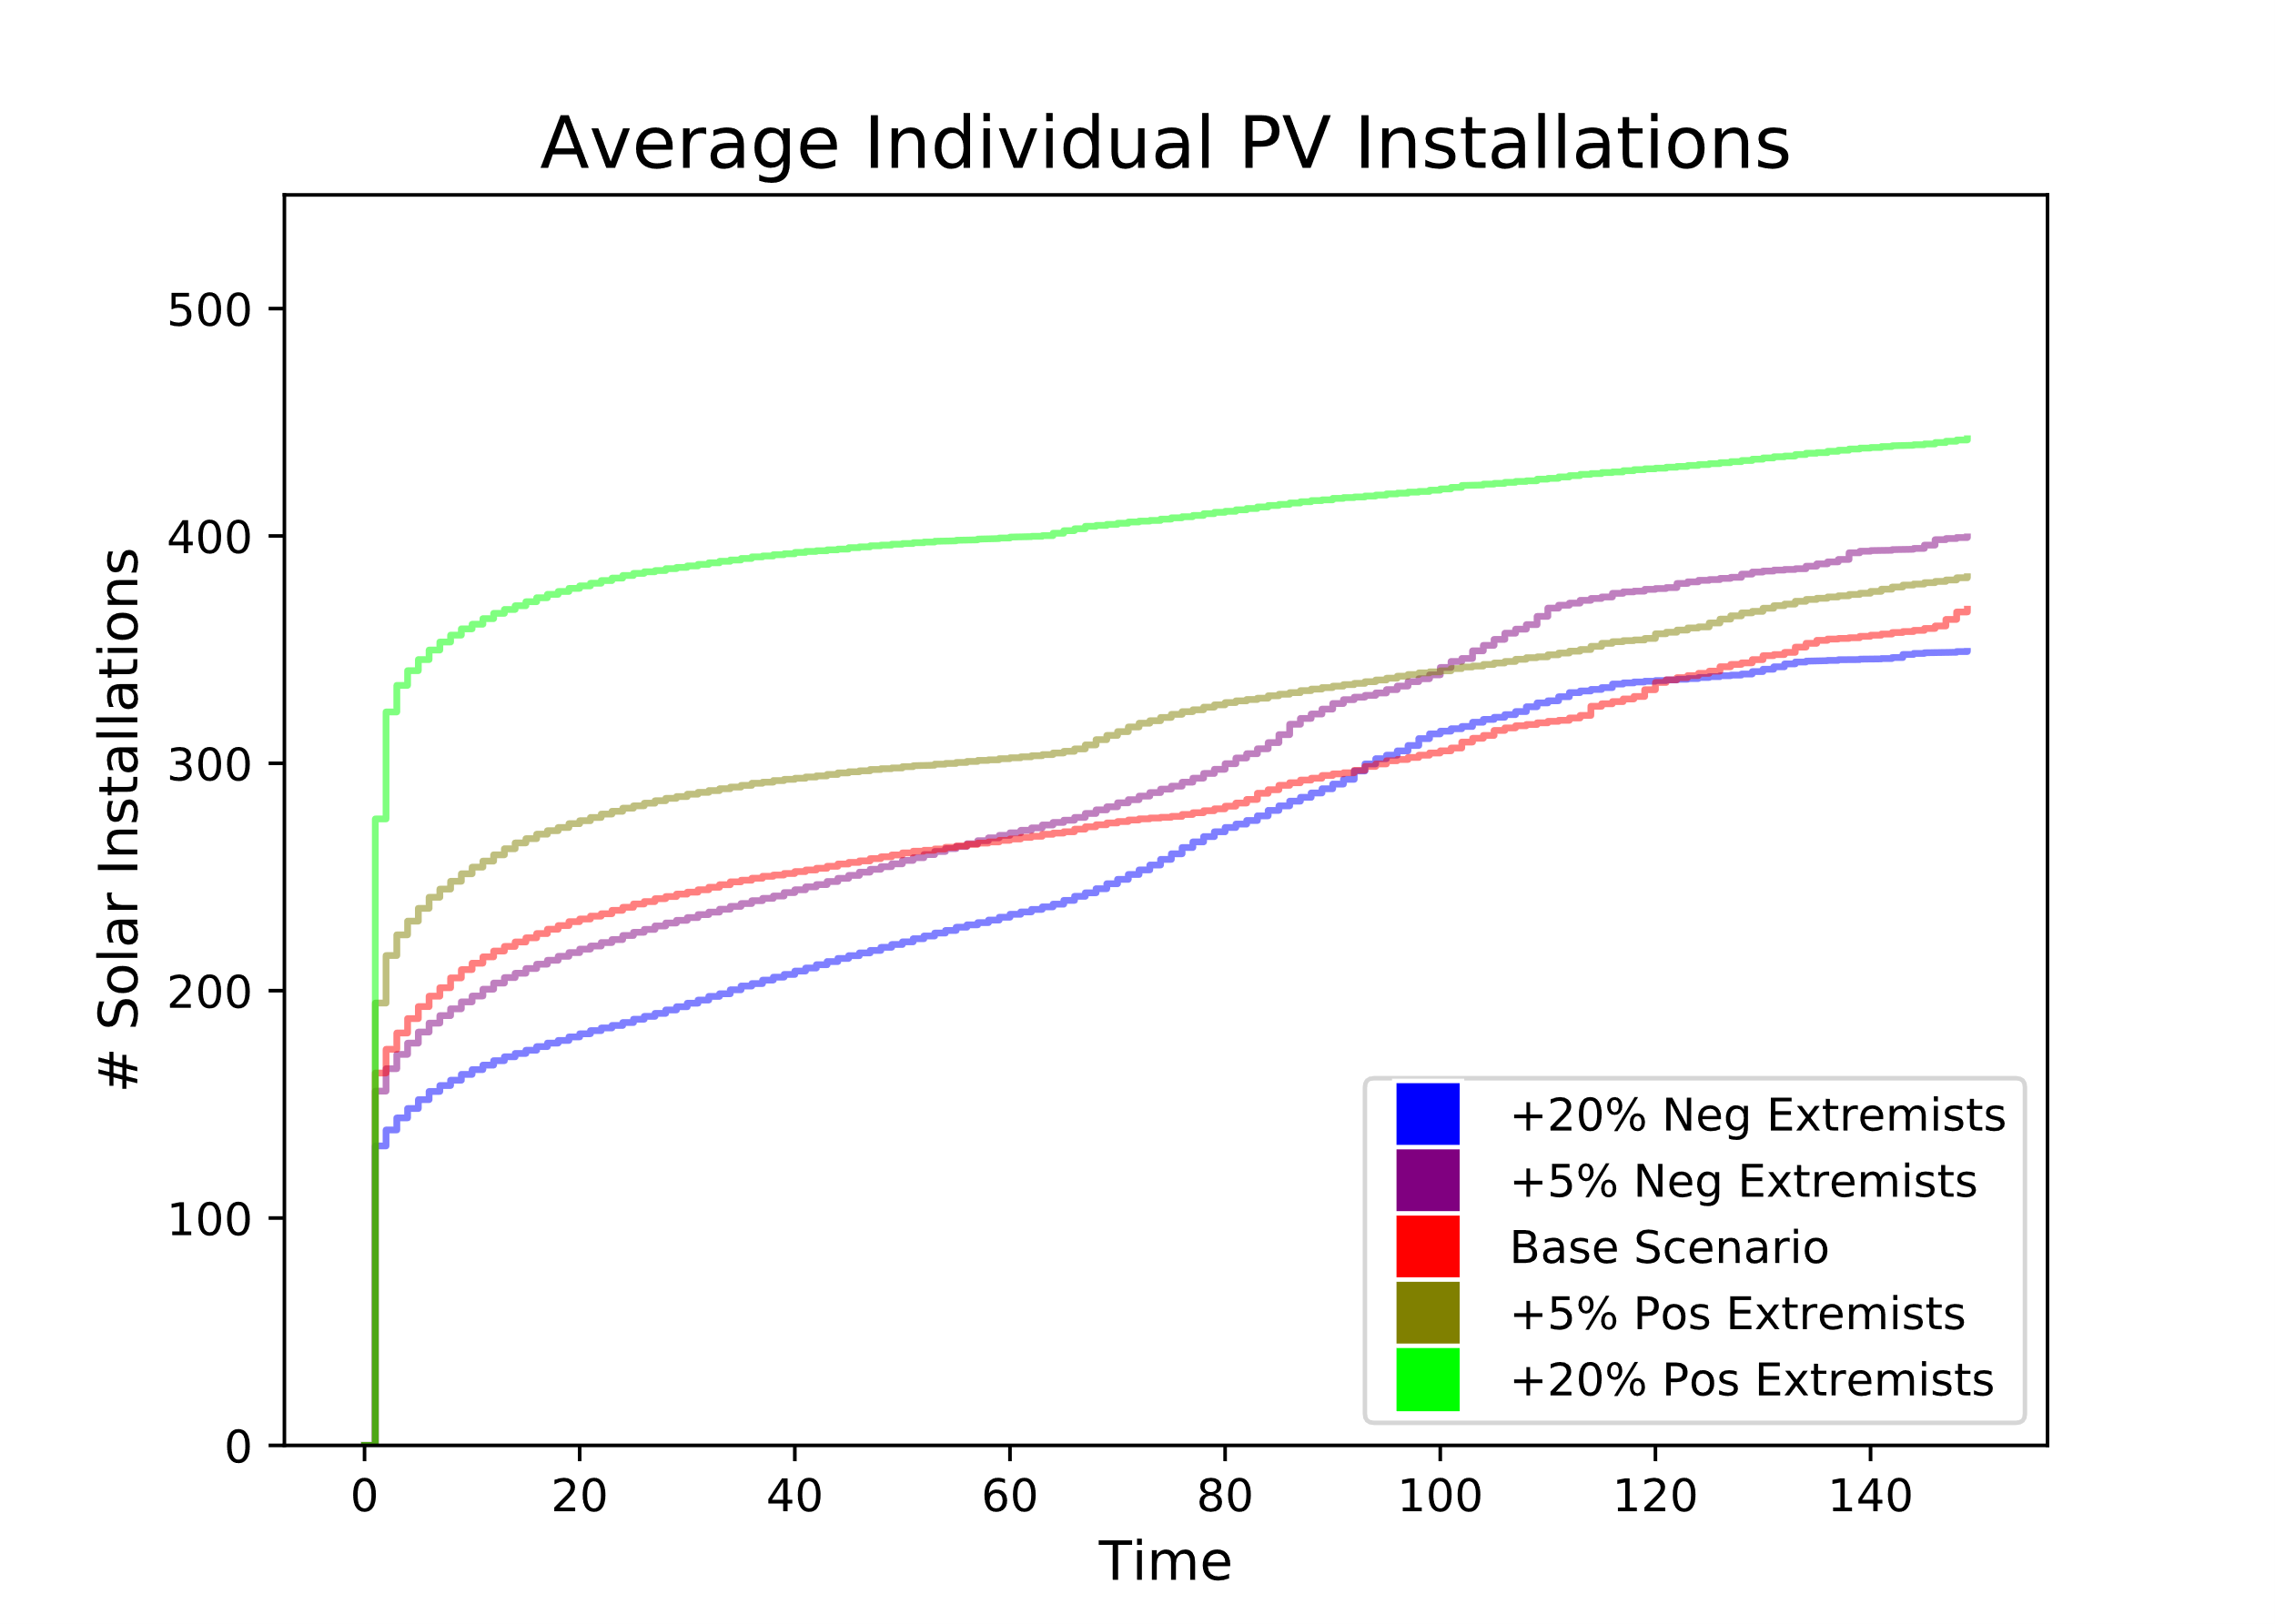 Average Individual PV Installations
# Solar Installations
500
400
300
200
100
0
0 20 40 60 80 100 120 140
Time
+20% Neg Extremists
+5% Neg Extremists
Base Scenario
+5% Pos Extremists
+20% Pos Extremists